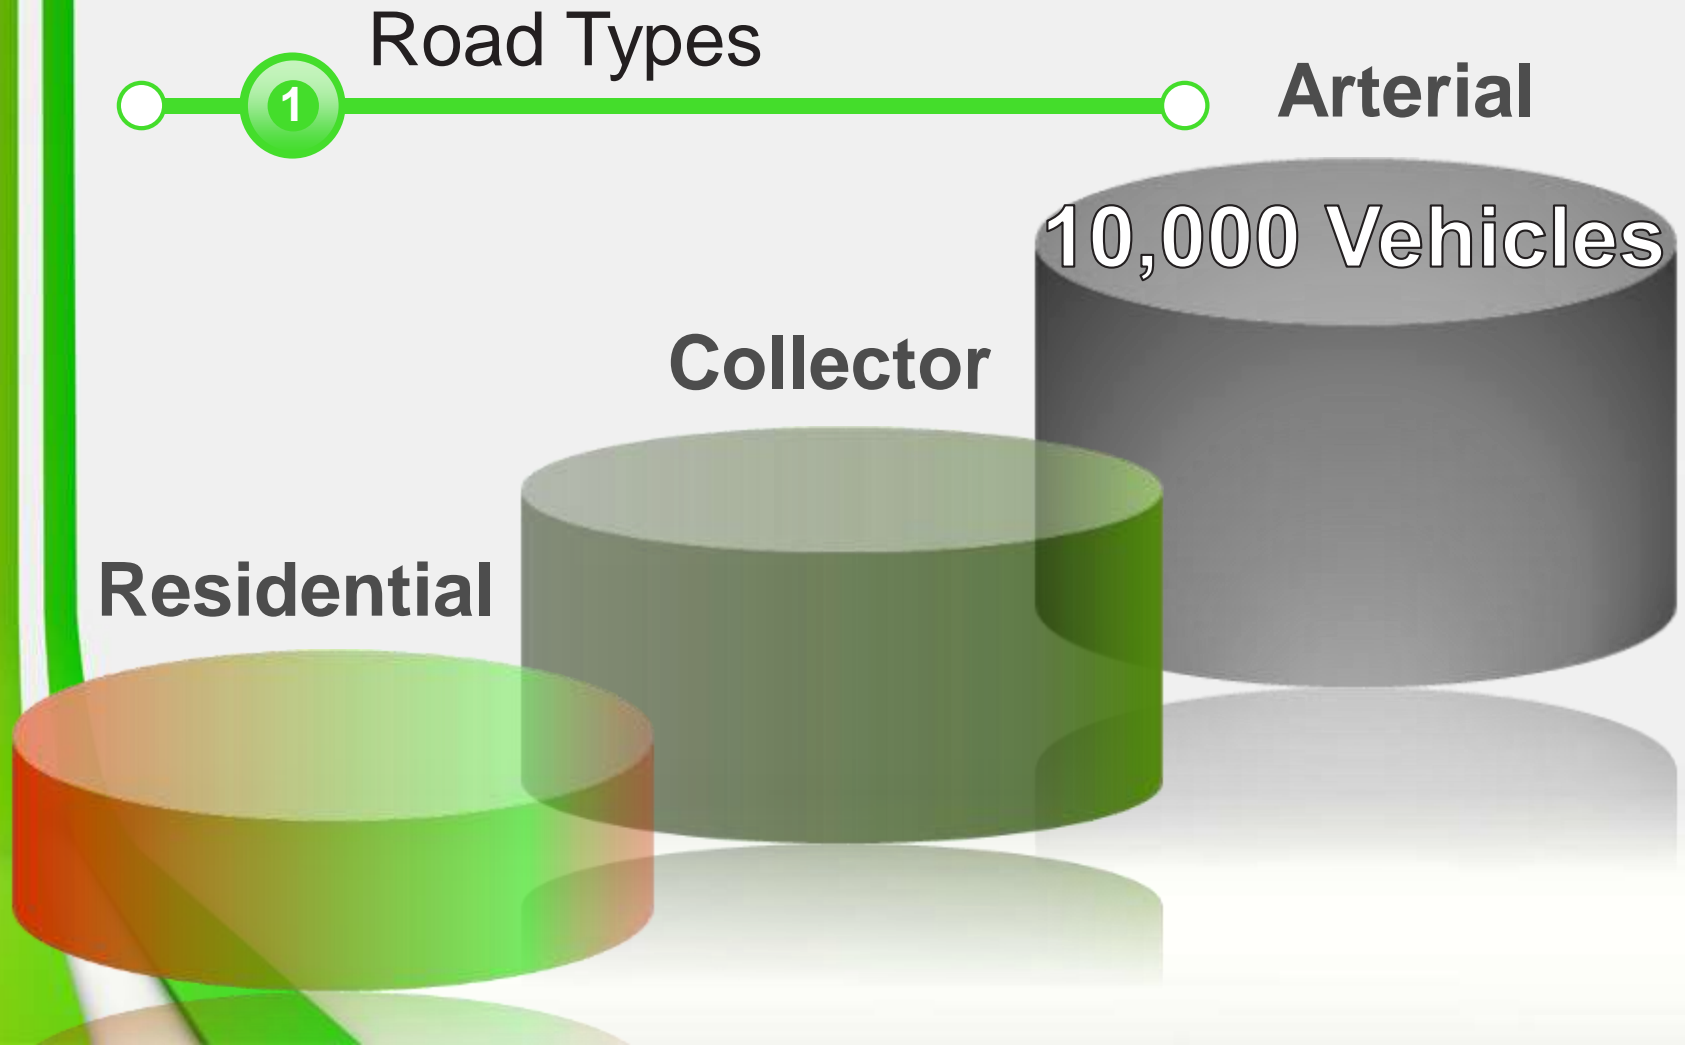 Road Types
1
Arterial
10,000 Vehicles
Collector
Residential